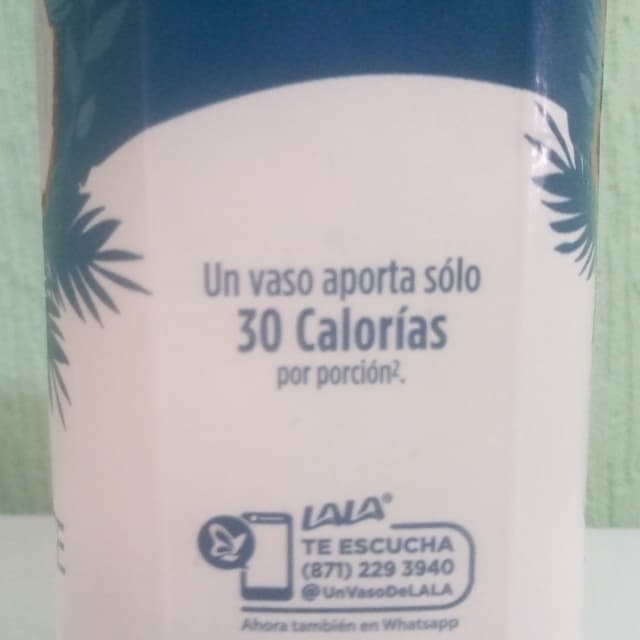 Un vaso aporta sólo
30 Calorías
por porción².
LALA®
TE ESCUCHA
(871) 229 3940
@UnVasoDeLALA
Ahora también en Whatsapp